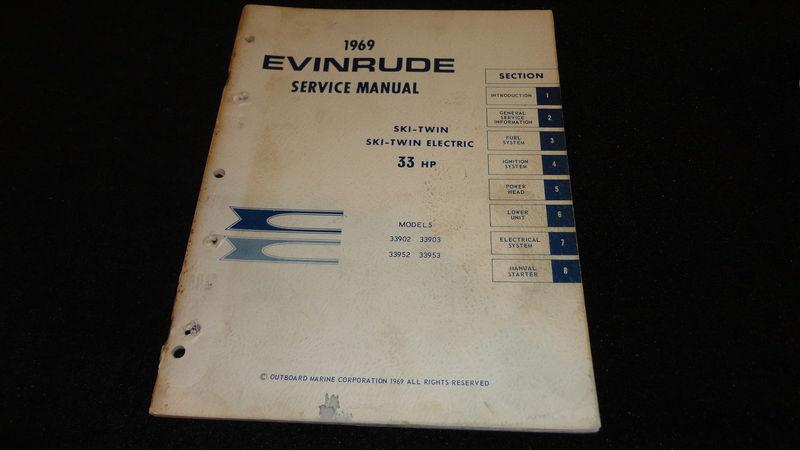 1969
EVINRUDE
SERVICE MANUAL
SKI-TWIN
SKI-TWIN ELECTRIC
33 HP
MODELS
33902 33903
33952 33953
SECTION
INTRODUCTION 1
GENERAL
SERVICE
INFORMATION 2
FUEL
SYSTEM 3
IGNITION
SYSTEM 4
POWER
HEAD 5
LOWER
UNIT 6
ELECTRICAL
SYSTEM 7
MANUAL
STARTER 8
© OUTBOARD MARINE CORPORATION 1969 ALL RIGHTS RESERVED